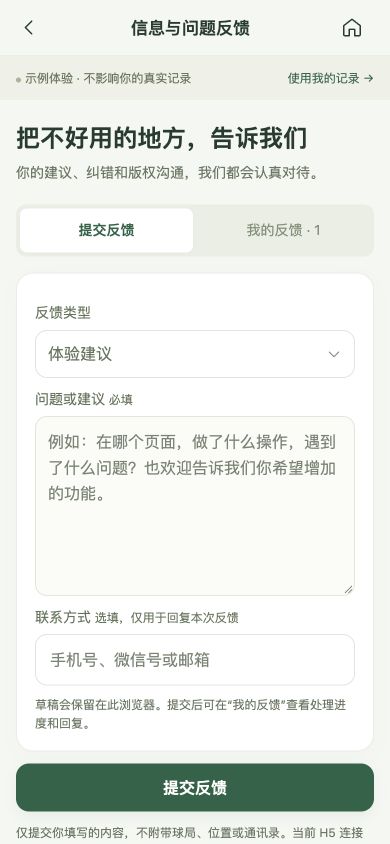 信息与问题反馈
示例体验 · 不影响你的真实记录
使用我的记录 →
把不好用的地方，告诉我们
你的建议、纠错和版权沟通，我们都会认真对待。
提交反馈
我的反馈 · 1
反馈类型
体验建议
问题或建议 必填
例如：在哪个页面，做了什么操作，遇到
了什么问题？也欢迎告诉我们你希望增加
的功能。
联系方式 选填，仅用于回复本次反馈
手机号、微信号或邮箱
草稿会保留在此浏览器。提交后可在“我的反馈”查看处理进
度和回复。
提交反馈
仅提交你填写的内容，不附带球局、位置或通讯录。当前 H5 连接